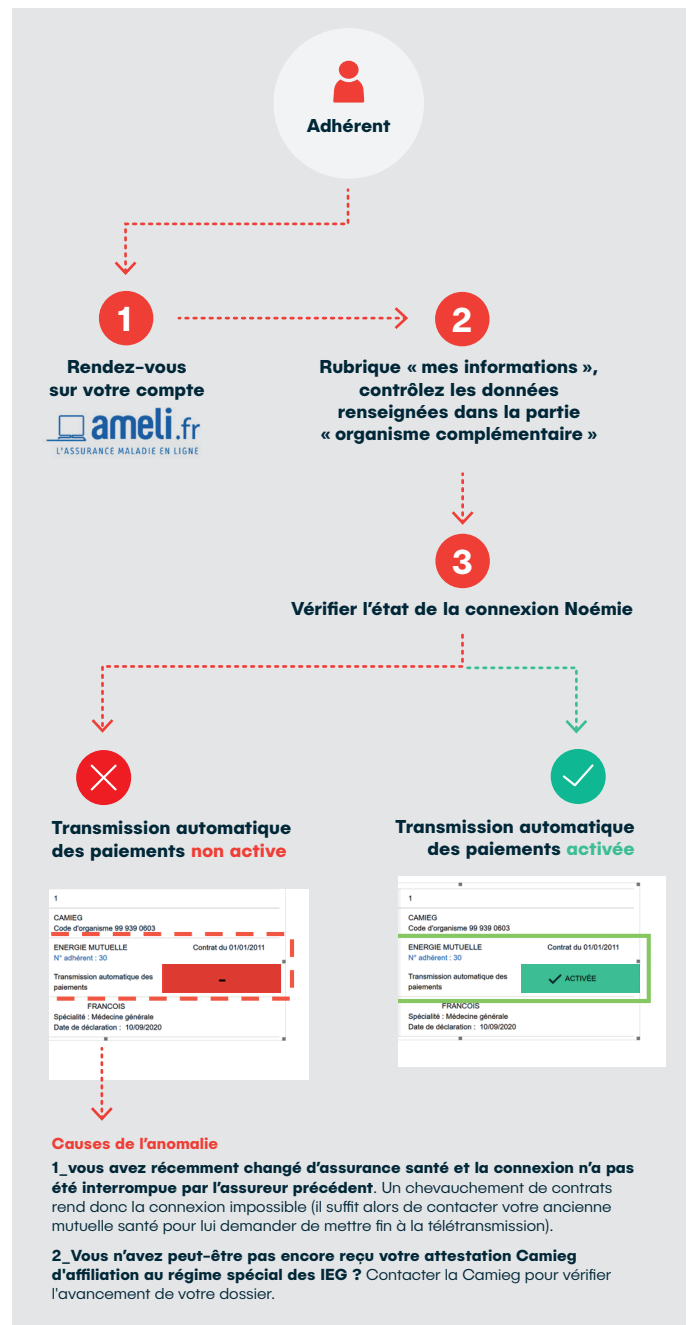 Adhérent
1
Rendez-vous
sur votre compte
ameli.fr
L'ASSURANCE MALADIE EN LIGNE
2
Rubrique « mes informations »,
contrôlez les données
renseignées dans la partie
« organisme complémentaire »
3
Vérifier l'état de la connexion Noémie
Transmission automatique
des paiements non active
1
CAMIEG
Code d'organisme 99 939 0603
ENERGIE MUTUELLE Contrat du 01/01/2011
N° adhérent : 30
Transmission automatique des
paiements
–
FRANCOIS
Spécialité : Médecine générale
Date de déclaration : 10/09/2020
Transmission automatique
des paiements activée
1
CAMIEG
Code d'organisme 99 939 0603
ENERGIE MUTUELLE Contrat du 01/01/2011
N° adhérent : 30
Transmission automatique des
paiements
✓ ACTIVÉE
FRANCOIS
Spécialité : Médecine générale
Date de déclaration : 10/09/2020
Causes de l'anomalie
1_vous avez récemment changé d'assurance santé et la connexion n'a pas
été interrompue par l'assureur précédent. Un chevauchement de contrats
rend donc la connexion impossible (il suffit alors de contacter votre ancienne
mutuelle santé pour lui demander de mettre fin à la télétransmission).
2_Vous n'avez peut-être pas encore reçu votre attestation Camieg
d'affiliation au régime spécial des IEG ? Contacter la Camieg pour vérifier
l'avancement de votre dossier.